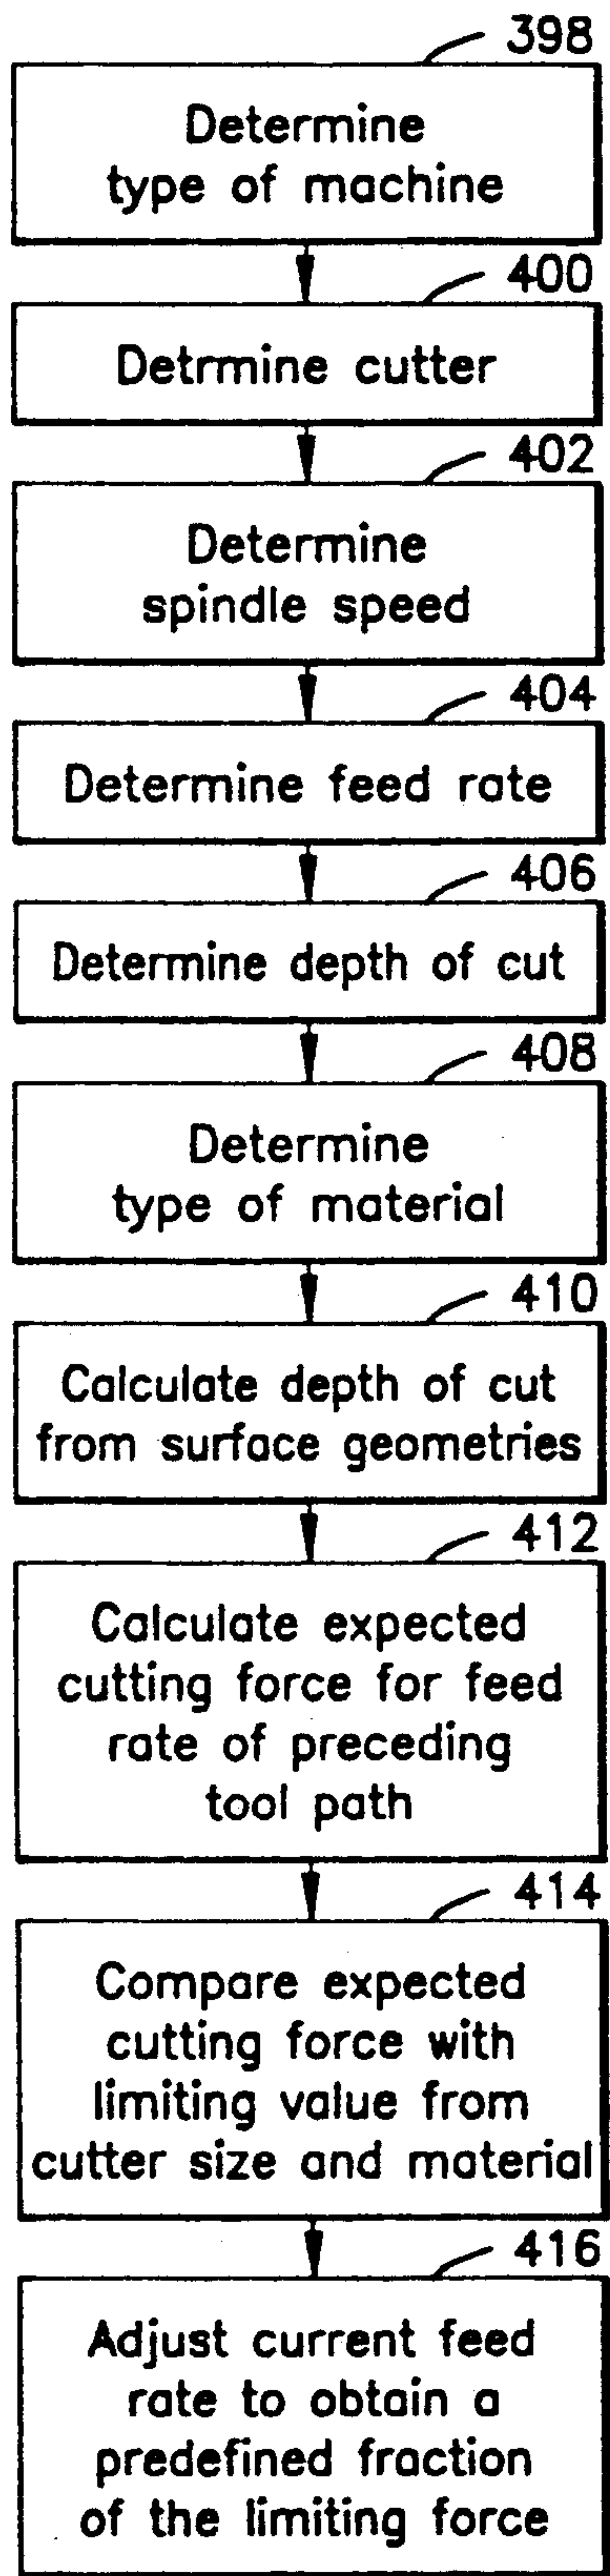 398
Determine
type of machine
400
Detrmine cutter
402
Determine
spindle speed
404
Determine feed rate
406
Determine depth of cut
408
Determine
type of material
410
Calculate depth of cut
from surface geometries
412
Calculate expected
cutting force for feed
rate of preceding
tool path
414
Compare expected
cutting force with
limiting value from
cutter size and material
416
Adjust current feed
rate to obtain a
predefined fraction
of the limiting force